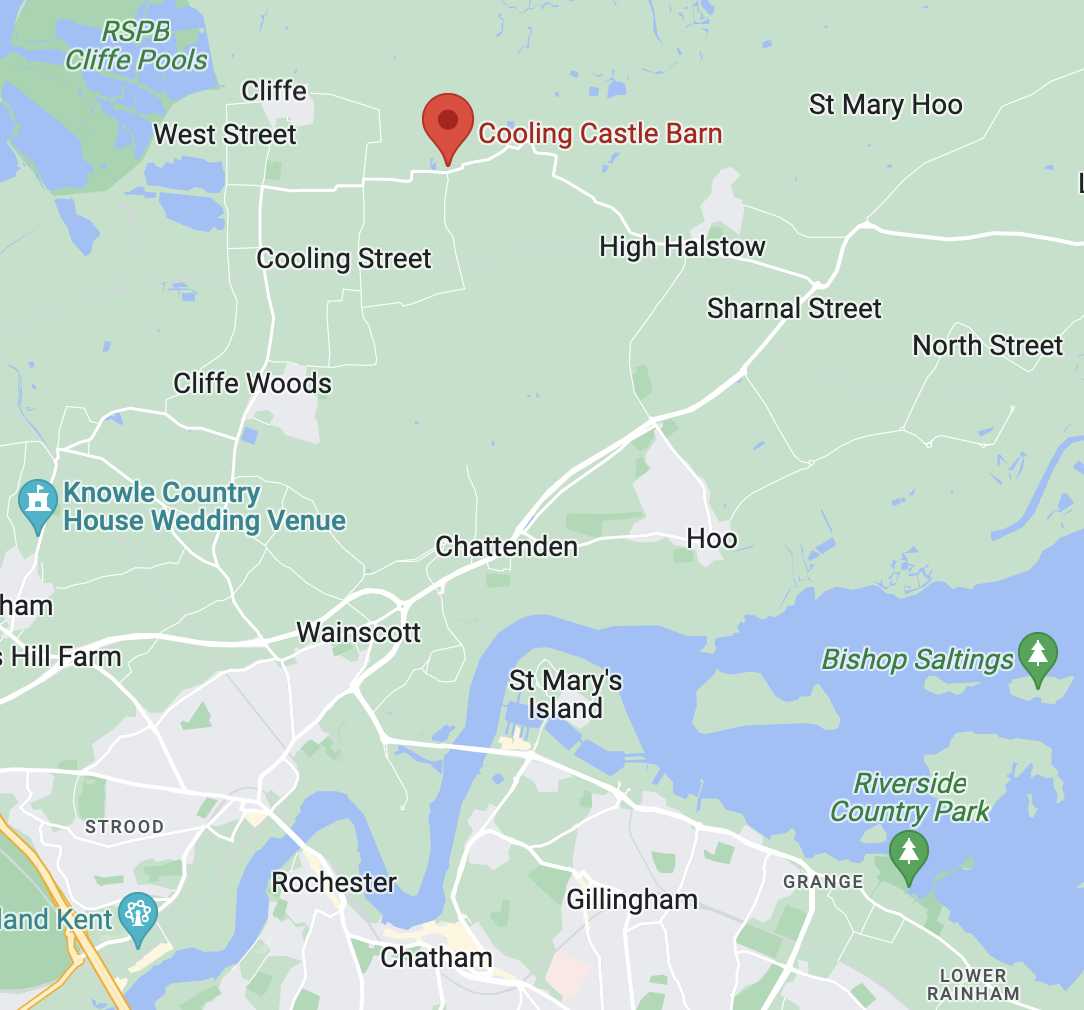 RSPB
Cliffe Pools
Cliffe
St Mary Hoo
West Street
Cooling Castle Barn
High Halstow
Cooling Street
Sharnal Street
North Street
Cliffe Woods
Knowle Country
House Wedding Venue
Hoo
Chattenden
ham
Wainscott
s Hill Farm
Bishop Saltings
St Mary's
Island
Riverside
Country Park
STROOD
Rochester
GRANGE
Gillingham
land Kent
Chatham
LOWER
RAINHAM